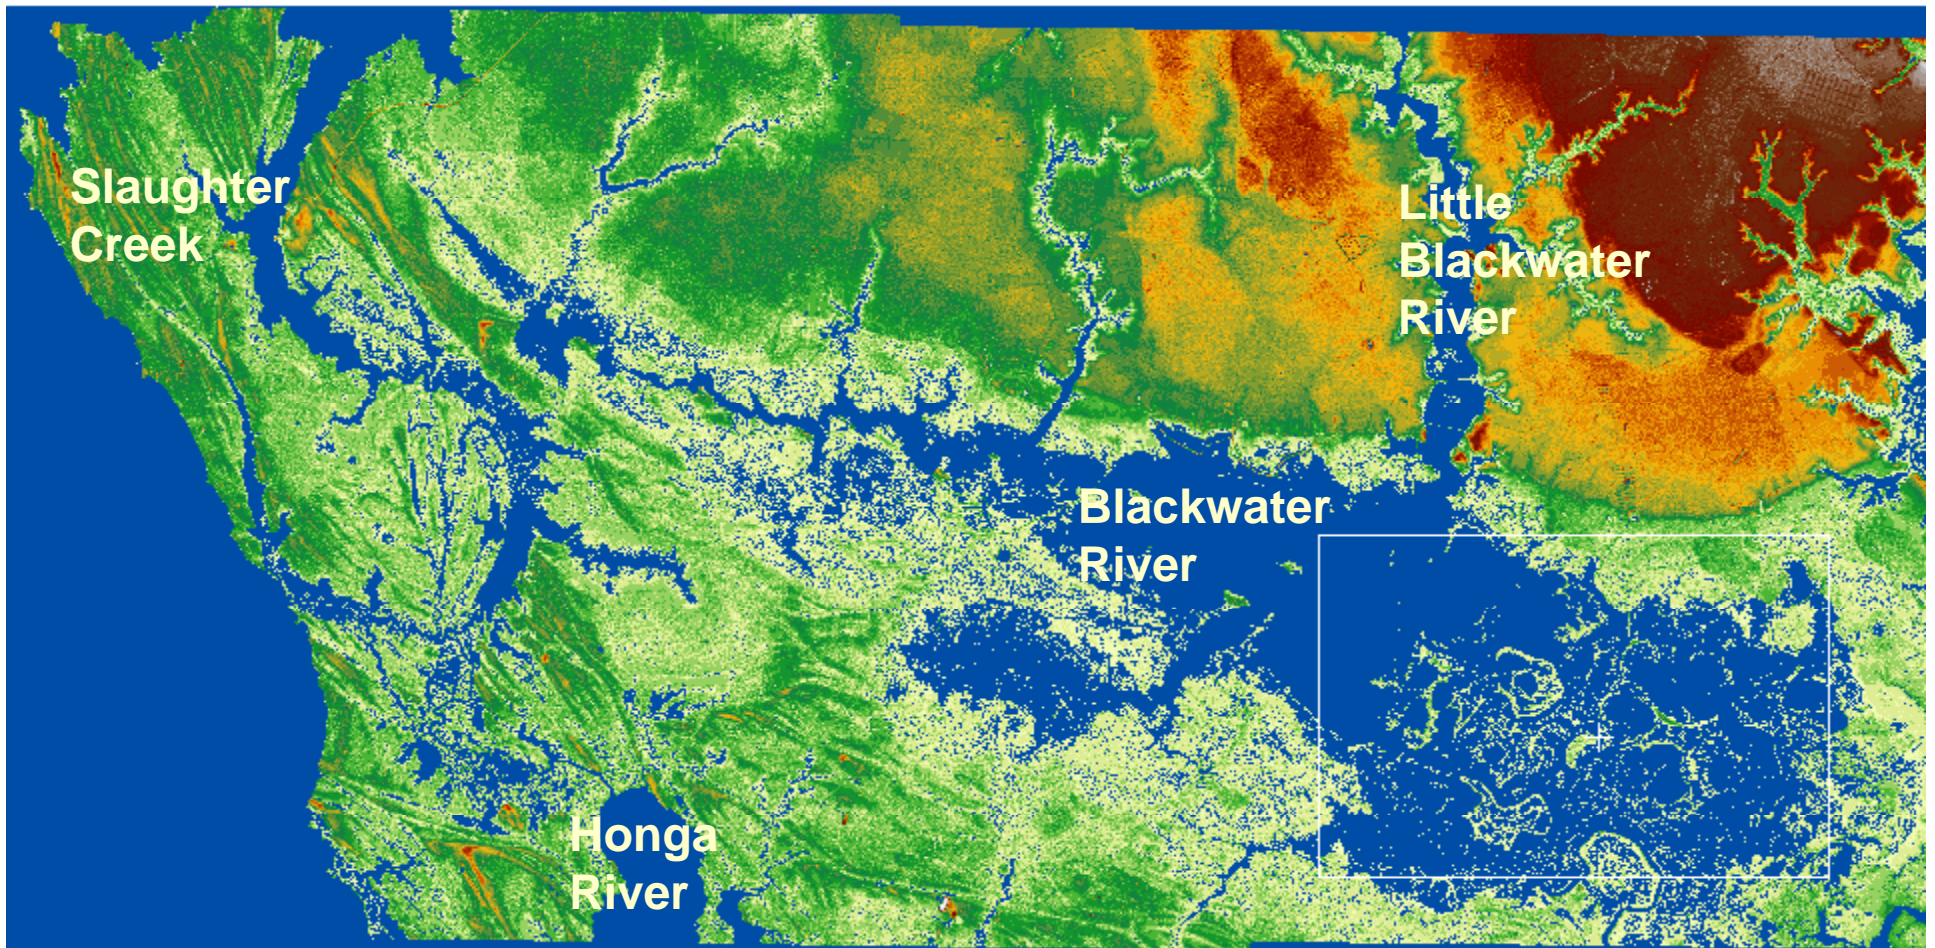 Slaughter
Creek
Little
Blackwater
River
Blackwater
River
Honga
River